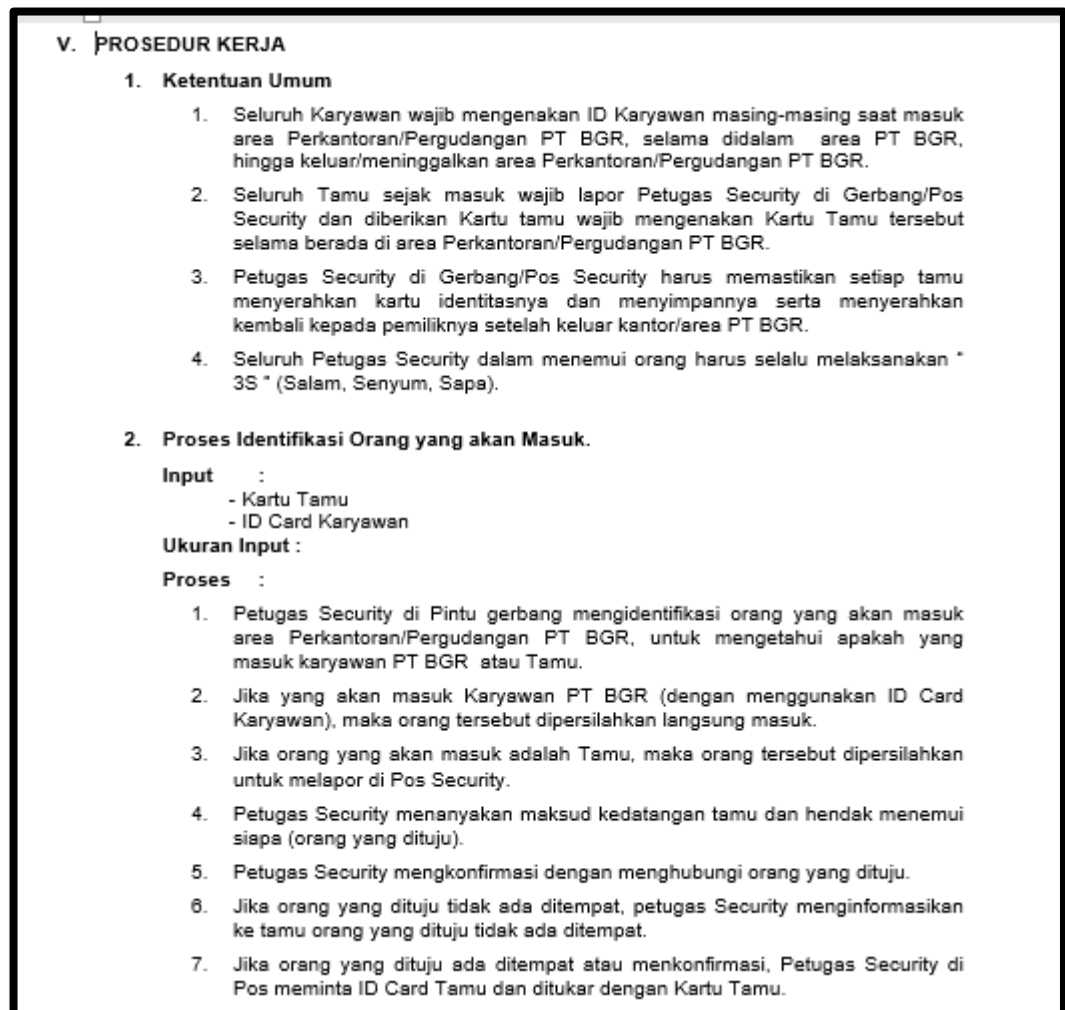 V. PROSEDUR KERJA
1. Ketentuan Umum
1. Seluruh Karyawan wajib mengenakan ID Karyawan masing-masing saat masuk
area Perkantoran/Pergudangan PT BGR, selama didalam area PT BGR,
hingga keluar/meninggalkan area Perkantoran/Pergudangan PT BGR.
2. Seluruh Tamu sejak masuk wajib lapor Petugas Security di Gerbang/Pos
Security dan diberikan Kartu tamu wajib mengenakan Kartu Tamu tersebut
selama berada di area Perkantoran/Pergudangan PT BGR.
3. Petugas Security di Gerbang/Pos Security harus memastikan setiap tamu
menyerahkan kartu identitasnya dan menyimpannya serta menyerahkan
kembali kepada pemiliknya setelah keluar kantor/area PT BGR.
4. Seluruh Petugas Security dalam menemui orang harus selalu melaksanakan "
3S " (Salam, Senyum, Sapa).
2. Proses Identifikasi Orang yang akan Masuk.
Input :
- Kartu Tamu
- ID Card Karyawan
Ukuran Input :
Proses :
1. Petugas Security di Pintu gerbang mengidentifikasi orang yang akan masuk
area Perkantoran/Pergudangan PT BGR, untuk mengetahui apakah yang
masuk karyawan PT BGR atau Tamu.
2. Jika yang akan masuk Karyawan PT BGR (dengan menggunakan ID Card
Karyawan), maka orang tersebut dipersilahkan langsung masuk.
3. Jika orang yang akan masuk adalah Tamu, maka orang tersebut dipersilahkan
untuk melapor di Pos Security.
4. Petugas Security menanyakan maksud kedatangan tamu dan hendak menemui
siapa (orang yang dituju).
5. Petugas Security mengkonfirmasi dengan menghubungi orang yang dituju.
6. Jika orang yang dituju tidak ada ditempat, petugas Security menginformasikan
ke tamu orang yang dituju tidak ada ditempat.
7. Jika orang yang dituju ada ditempat atau menkonfirmasi, Petugas Security di
Pos meminta ID Card Tamu dan ditukar dengan Kartu Tamu.